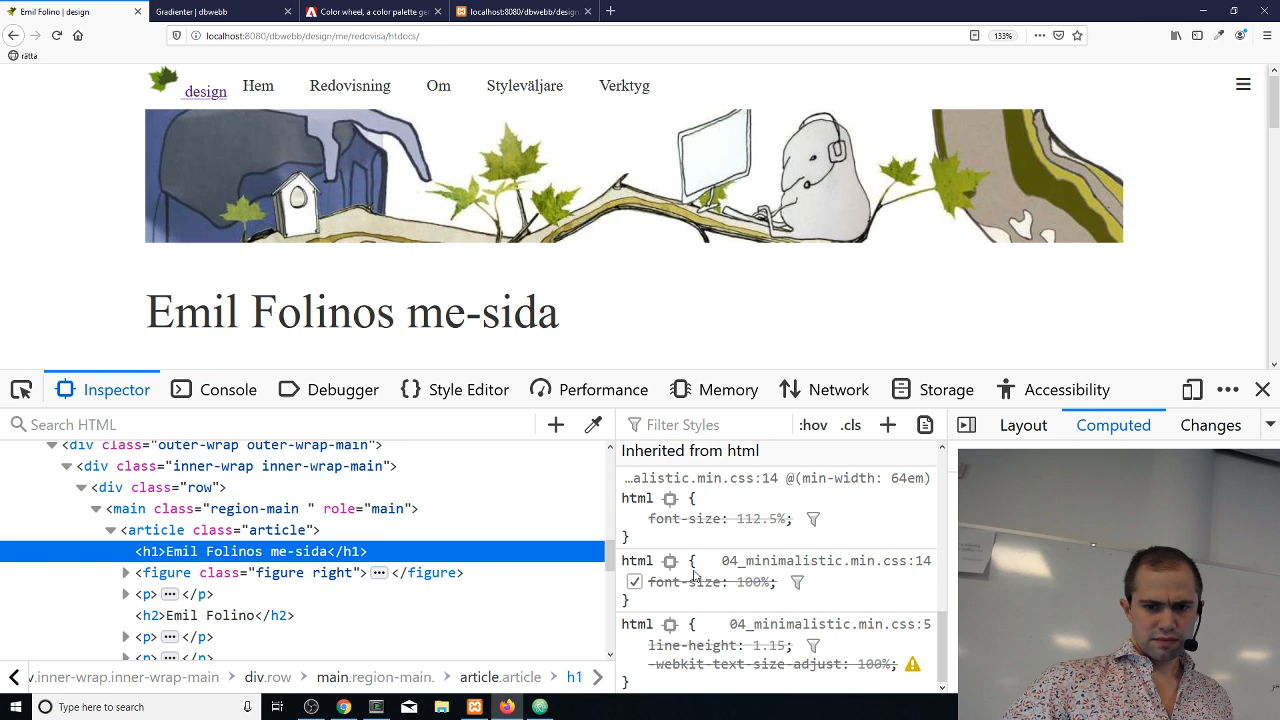 Emil Folino | design
Gradienter | dbwebb
Color wheel, a color palette ge
localhost:8080/dbwebb/design
localhost:8080/dbwebb/design/me/redovisa/htdocs/
133%
rätta
design
Hem
Redovisning
Om
Styleväljare
Verktyg
Emil Folinos me-sida
Inspector
Console
Debugger
Style Editor
Performance
Memory
Network
Storage
Accessibility
Search HTML
Filter Styles
:hov
.cls
Layout
Computed
Changes
<div class="outer-wrap outer-wrap-main">
<div class="inner-wrap inner-wrap-main">
<div class="row">
<main class="region-main " role="main">
<article class="article">
<h1>Emil Folinos me-sida</h1>
<figure class="figure right"> </figure>
<p> </p>
<h2>Emil Folino</h2>
<p> </p>
Inherited from html
…alistic.min.css:14 @(min-width: 64em)
html {
font-size: 112.5%;
}
html { 04_minimalistic.min.css:14
font-size: 100%;
}
html { 04_minimalistic.min.css:5
line-height: 1.15;
-webkit-text-size-adjust: 100%;
}
v.inner-wrap.inner-wrap-main
div.row
main.region-main.
article.article
h1
Type here to search